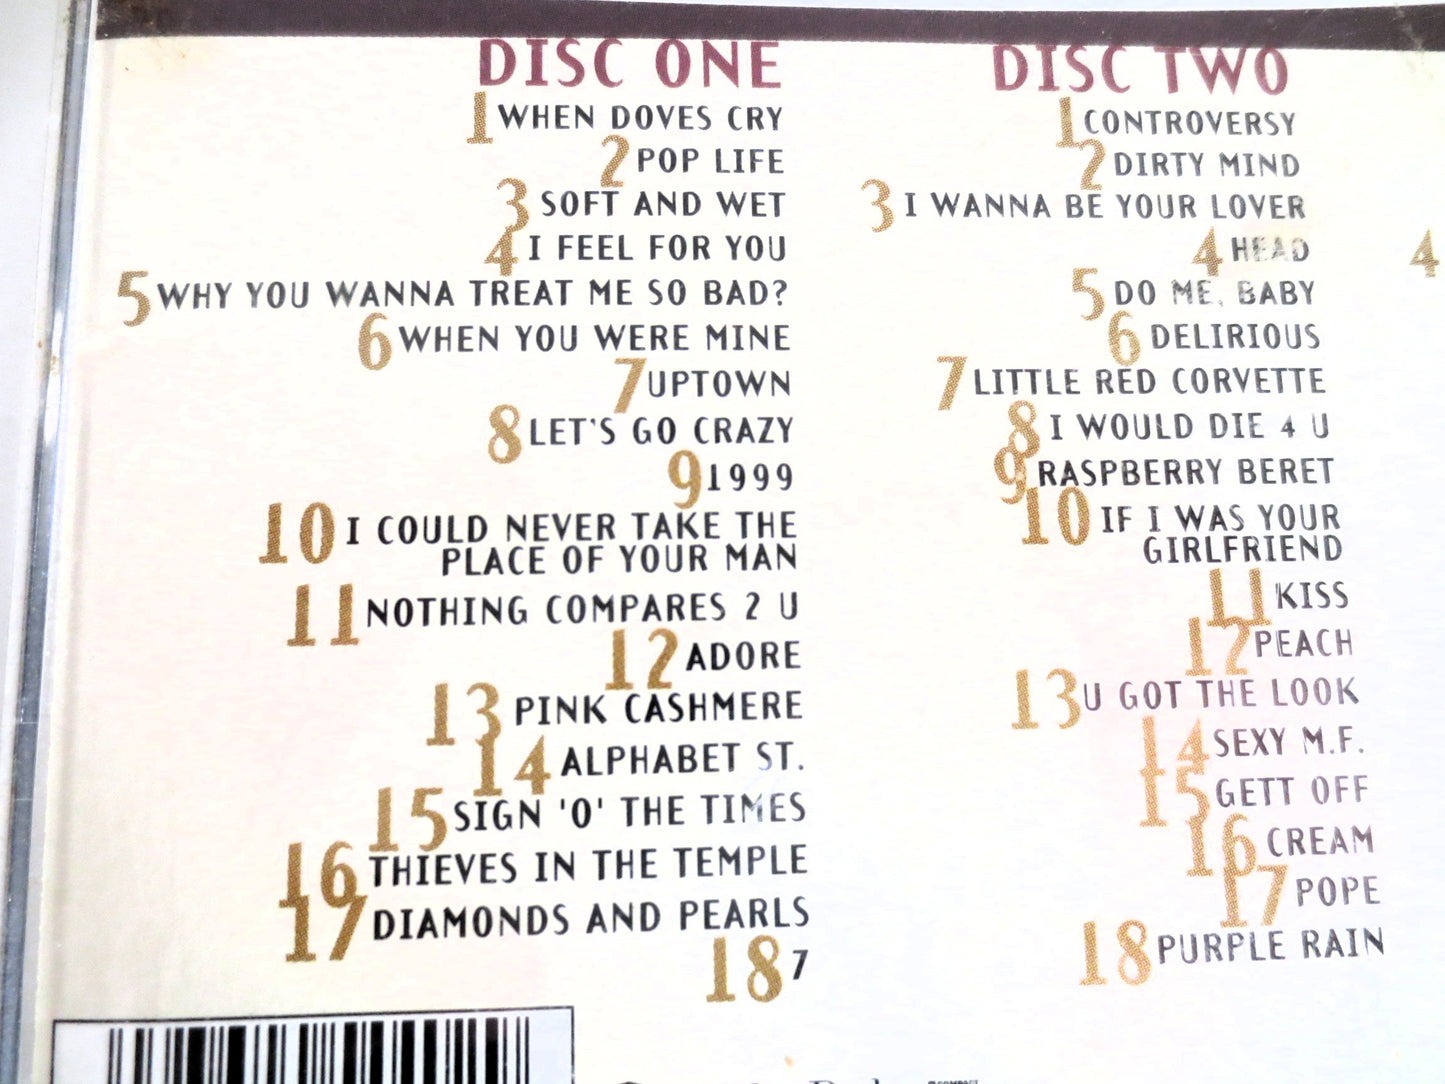 DISC ONE
1 WHEN DOVES CRY
2 POP LIFE
3 SOFT AND WET
4 I FEEL FOR YOU
5 WHY YOU WANNA TREAT ME SO BAD?
6 WHEN YOU WERE MINE
7 UPTOWN
8 LET'S GO CRAZY
9 1999
10 I COULD NEVER TAKE THE
PLACE OF YOUR MAN
11 NOTHING COMPARES 2 U
12 ADORE
13 PINK CASHMERE
14 ALPHABET ST.
15 SIGN 'O' THE TIMES
16 THIEVES IN THE TEMPLE
17 DIAMONDS AND PEARLS
18 7
DISC TWO
1 CONTROVERSY
2 DIRTY MIND
3 I WANNA BE YOUR LOVER
4 HEAD
5 DO ME, BABY
6 DELIRIOUS
7 LITTLE RED CORVETTE
8 I WOULD DIE 4 U
9 RASPBERRY BERET
10 IF I WAS YOUR
GIRLFRIEND
11 KISS
12 PEACH
13 U GOT THE LOOK
14 SEXY M.F.
15 GETT OFF
16 CREAM
17 POPE
18 PURPLE RAIN
4